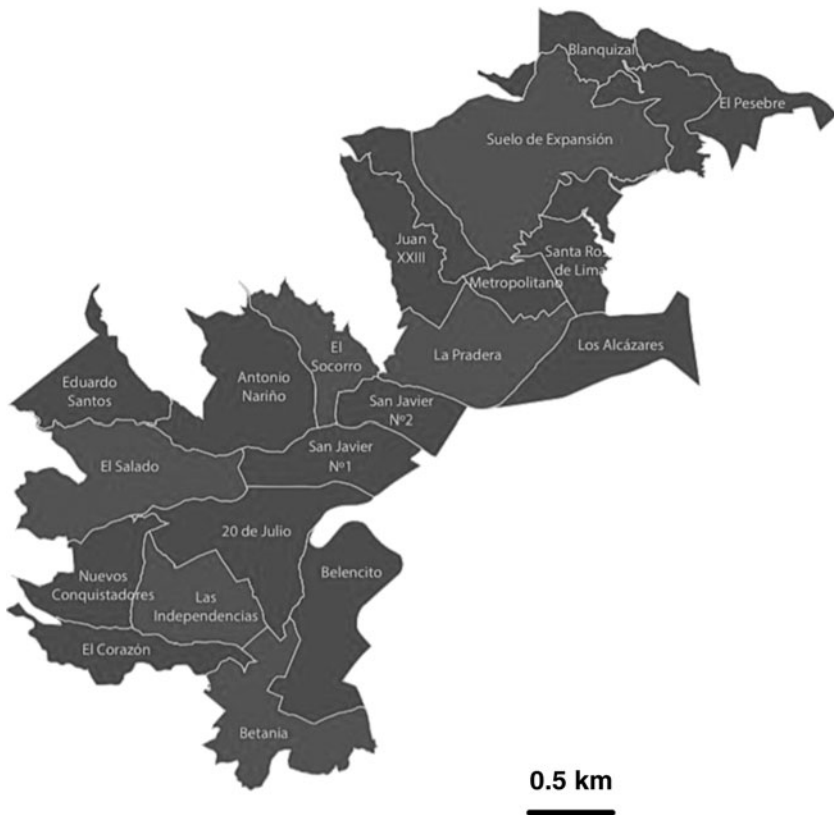 Blanquizal
El Pesebre
Suelo de Expansión
Juan
XXIII
Santa Ros
de Lima
Metropolitano
El
Socorro
La Pradera
Los Alcázares
Eduardo
Santos
Antonio
Nariño
San Javier
Nº2
San Javier
Nº1
El Salado
20 de Julio
Belencito
Nuevos
Conquistadores
Las
Independencias
El Corazón
Betania
0.5 km